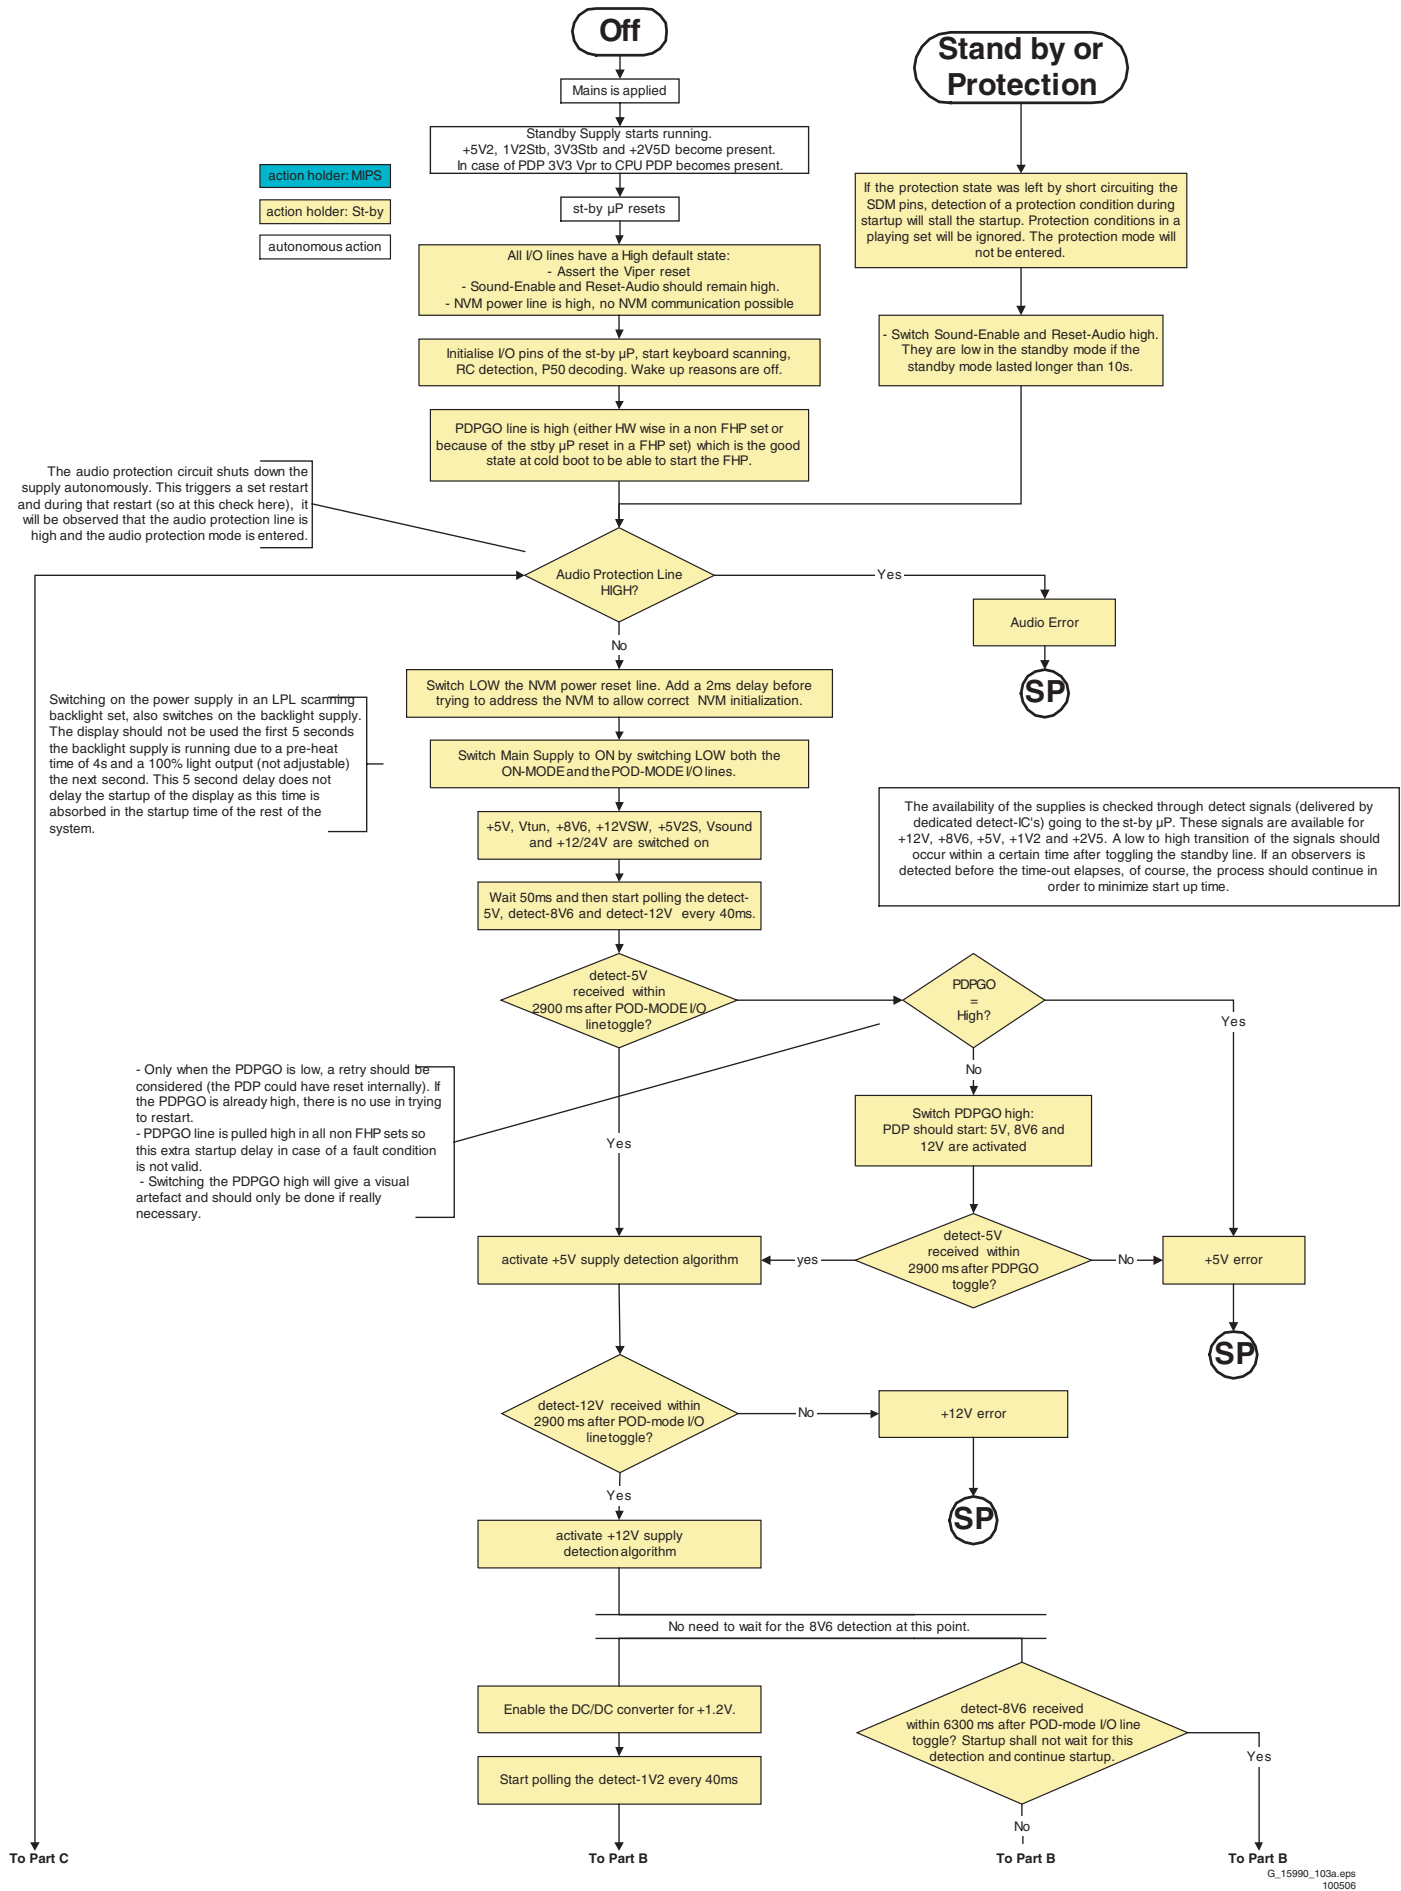 Off
Mains is applied
Standby Supply starts running.
+5V2, 1V2Stb, 3V3Stb and +2V5D become present.
In case of PDP 3V3 Vpr to CPU PDP becomes present.
st-by µP resets
All I/O lines have a High default state:
- Assert the Viper reset
- Sound-Enable and Reset-Audio should remain high.
- NVM power line is high, no NVM communication possible
Initialise I/O pins of the st-by µP, start keyboard scanning,
RC detection, P50 decoding. Wake up reasons are off.
PDPGO line is high (either HW wise in a non FHP set or
because of the stby µP reset in a FHP set) which is the good
state at cold boot to be able to start the FHP.
action holder: MIPS
action holder: St-by
autonomous action
Stand by or
Protection
If the protection state was left by short circuiting the
SDM pins, detection of a protection condition during
startup will stall the startup. Protection conditions in a
playing set will be ignored. The protection mode will
not be entered.
- Switch Sound-Enable and Reset-Audio high.
They are low in the standby mode if the
standby mode lasted longer than 10s.
The audio protection circuit shuts down the
supply autonomously. This triggers a set restart
and during that restart (so at this check here), it
will be observed that the audio protection line is
high and the audio protection mode is entered.
Audio Protection Line
HIGH?
Yes
Audio Error
SP
No
Switch LOW the NVM power reset line. Add a 2ms delay before
trying to address the NVM to allow correct NVM initialization.
Switching on the power supply in an LPL scanning
backlight set, also switches on the backlight supply.
The display should not be used the first 5 seconds
the backlight supply is running due to a pre-heat
time of 4s and a 100% light output (not adjustable)
the next second. This 5 second delay does not
delay the startup of the display as this time is
absorbed in the startup time of the rest of the
system.
Switch Main Supply to ON by switching LOW both the
ON-MODE and the POD-MODE I/O lines.
+5V, Vtun, +8V6, +12VSW, +5V2S, Vsound
and +12/24V are switched on
The availability of the supplies is checked through detect signals (delivered by
dedicated detect-IC's) going to the st-by µP. These signals are available for
+12V, +8V6, +5V, +1V2 and +2V5. A low to high transition of the signals should
occur within a certain time after toggling the standby line. If an observers is
detected before the time-out elapses, of course, the process should continue in
order to minimize start up time.
Wait 50ms and then start polling the detect-
5V, detect-8V6 and detect-12V every 40ms.
detect-5V
received within
2900 ms after POD-MODE I/O
line toggle?
PDPGO
=
High?
Yes
No
- Only when the PDPGO is low, a retry should be
considered (the PDP could have reset internally). If
the PDPGO is already high, there is no use in trying
to restart.
- PDPGO line is pulled high in all non FHP sets so
this extra startup delay in case of a fault condition
is not valid.
- Switching the PDPGO high will give a visual
artefact and should only be done if really
necessary.
Switch PDPGO high:
PDP should start: 5V, 8V6 and
12V are activated
Yes
activate +5V supply detection algorithm
yes
detect-5V
received within
2900 ms after PDPGO
toggle?
No
+5V error
SP
detect-12V received within
2900 ms after POD-mode I/O
line toggle?
No
+12V error
SP
Yes
activate +12V supply
detection algorithm
No need to wait for the 8V6 detection at this point.
Enable the DC/DC converter for +1.2V.
Start polling the detect-1V2 every 40ms
detect-8V6 received
within 6300 ms after POD-mode I/O line
toggle? Startup shall not wait for this
detection and continue startup.
Yes
No
To Part C
To Part B
To Part B
To Part B
G_15990_103a.eps
100506